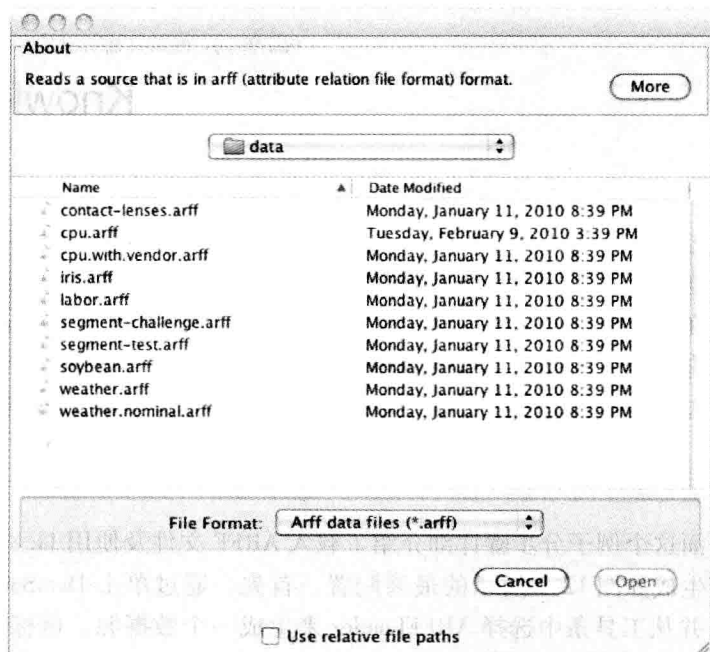 About
Reads a source that is in arff (attribute relation file format) format.
More
data
Name Date Modified
contact-lenses.arff Monday, January 11, 2010 8:39 PM
cpu.arff Tuesday, February 9, 2010 3:39 PM
cpu.with.vendor.arff Monday, January 11, 2010 8:39 PM
iris.arff Monday, January 11, 2010 8:39 PM
labor.arff Monday, January 11, 2010 8:39 PM
segment-challenge.arff Monday, January 11, 2010 8:39 PM
segment-test.arff Monday, January 11, 2010 8:39 PM
soybean.arff Monday, January 11, 2010 8:39 PM
weather.arff Monday, January 11, 2010 8:39 PM
weather.nominal.arff Monday, January 11, 2010 8:39 PM
File Format: Arff data files (*.arff)
Cancel Open
Use relative file paths